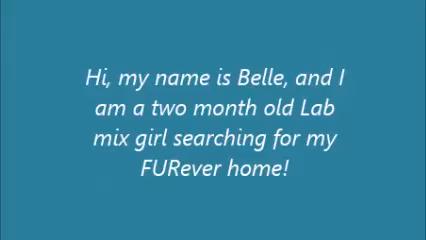 Hi, my name is Belle, and I
am a two month old Lab
mix girl searching for my
FURever home!